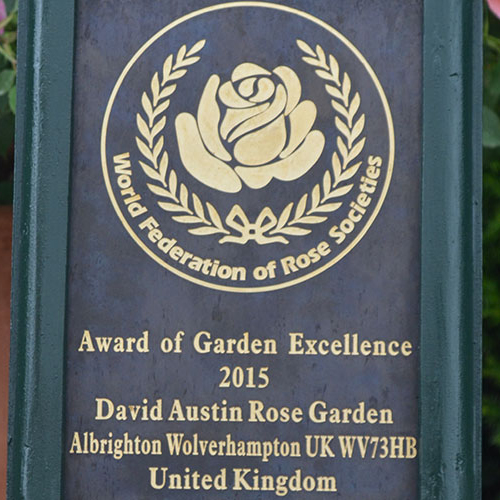 World Federation of Rose Societies
Award of Garden Excellence
2015
David Austin Rose Garden
Albrighton Wolverhampton UK WV73HB
United Kingdom